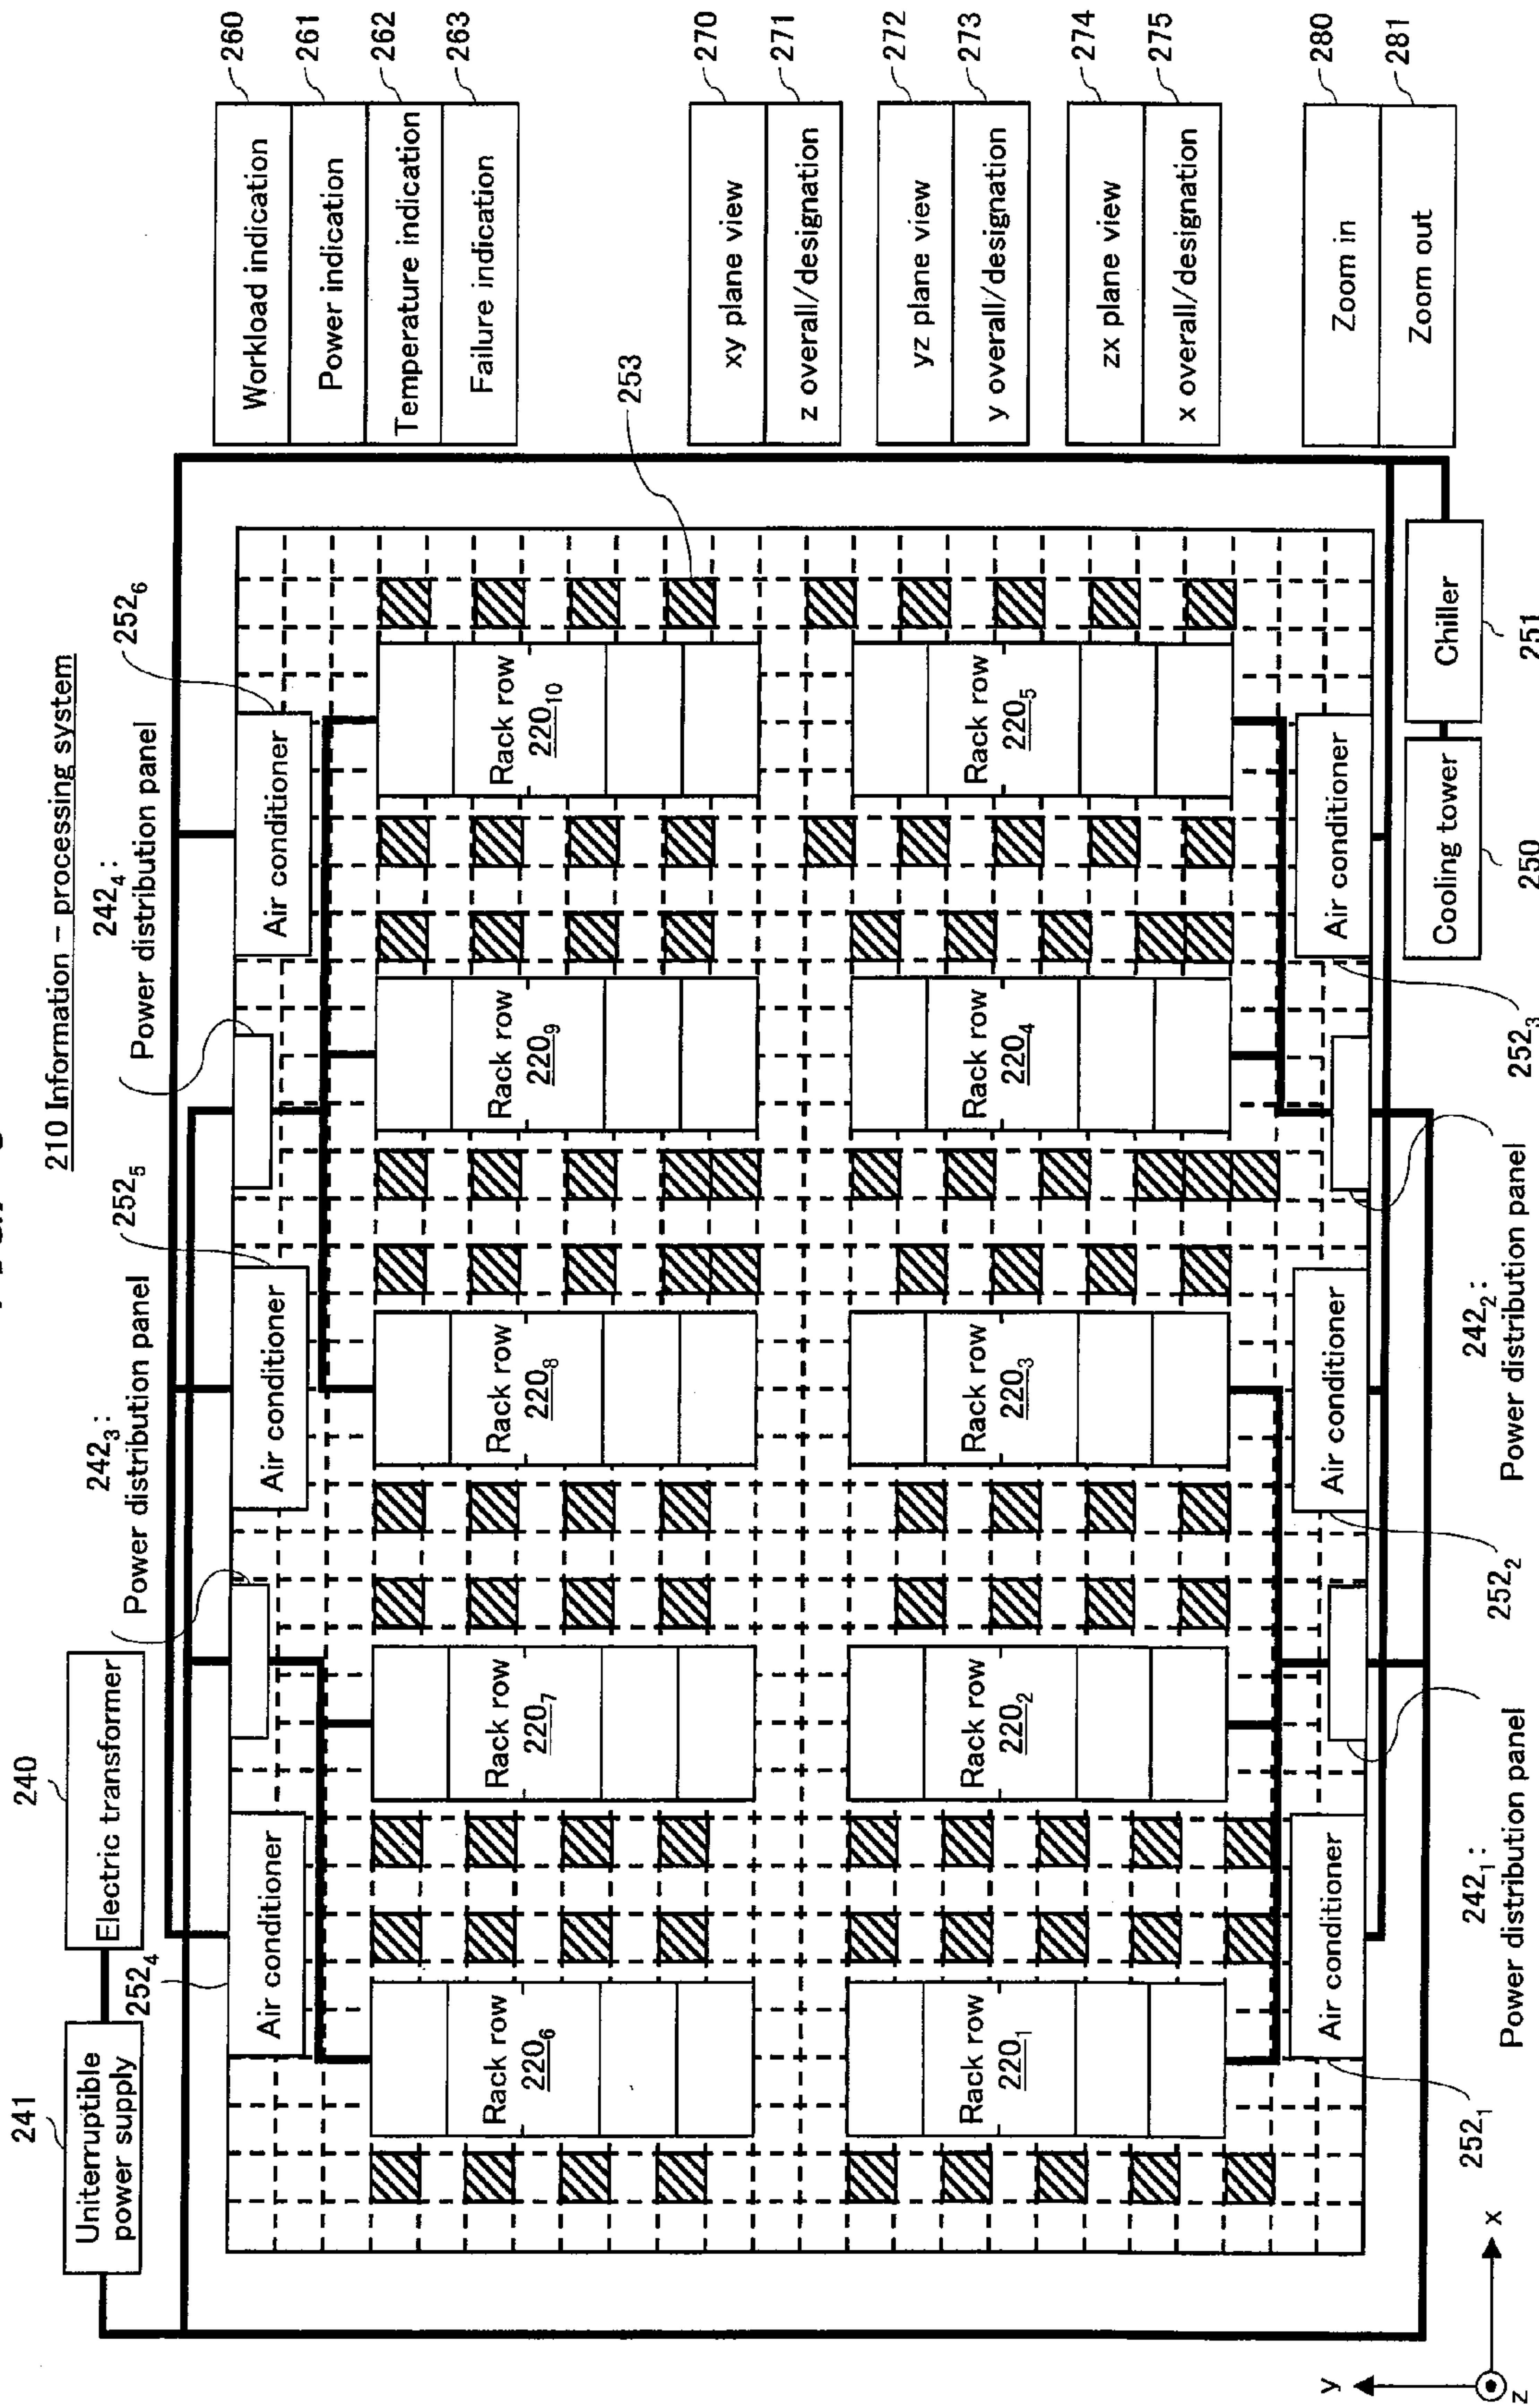 210 Information – processing system
241
Uniterruptible
power supply
240
Electric transformer
242₃:
Power distribution panel
242₄:
Power distribution panel
252₄
Air conditioner
252₅
Air conditioner
252₆
Air conditioner
Rack row
220₆
Rack row
220₇
Rack row
220₈
Rack row
220₉
Rack row
220₁₀
253
Rack row
220₁
Rack row
220₂
Rack row
220₃
Rack row
220₄
Rack row
220₅
Air conditioner
252₁
Air conditioner
252₂
Air conditioner
252₃
242₁:
Power distribution panel
242₂:
Power distribution panel
Cooling tower
250
Chiller
251
Workload indication
260
Power indication
261
Temperature indication
262
Failure indication
263
xy plane view
270
z overall/designation
271
yz plane view
272
y overall/designation
273
zx plane view
274
x overall/designation
275
Zoom in
280
Zoom out
281
y
z
x